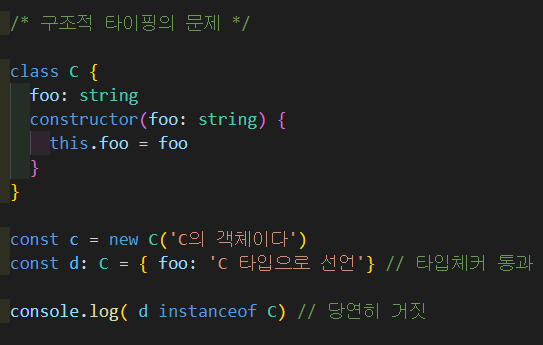 /* 구조적 타이핑의 문제 */
class C {
foo: string
constructor(foo: string) {
this.foo = foo
}
}
const c = new C('C의 객체이다')
const d: C = { foo: 'C 타입으로 선언'} // 타입체커 통과
console.log( d instanceof C) // 당연히 거짓